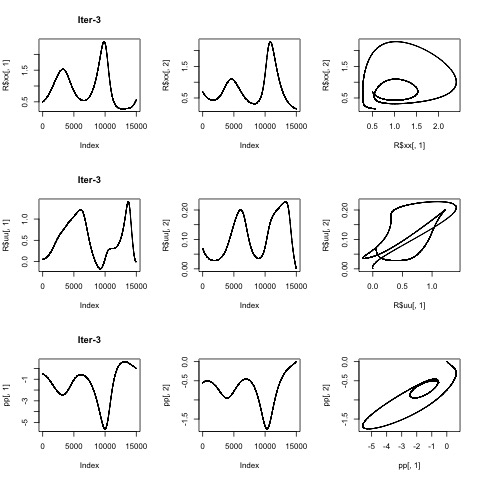 Iter-3
R$xx[, 1]
0.5 1.5
0 5000 10000 15000
Index
R$xx[, 2]
0.5 1.5
0 5000 10000 15000
Index
R$xx[, 2]
0.5 1.5
0.5 1.0 1.5 2.0
R$xx[, 1]
Iter-3
R$uu[, 1]
0.0 0.5 1.0
0 5000 10000 15000
Index
R$uu[, 2]
0.00 0.10 0.20
0 5000 10000 15000
Index
R$uu[, 2]
0.00 0.10 0.20
0.0 0.5 1.0
R$uu[, 1]
Iter-3
pp[, 1]
-5 -3 -1
0 5000 10000 15000
Index
pp[, 2]
-1.5 -0.5 0.0
0 5000 10000 15000
Index
pp[, 2]
-1.5 -0.5 0.0
-5 -4 -3 -2 -1 0
pp[, 1]